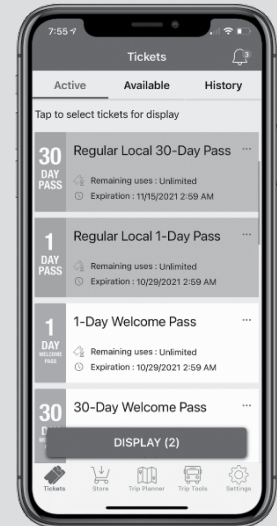 7:55
Tickets
3
Active Available History
Tap to select tickets for display
30
DAY
PASS
Regular Local 30-Day Pass
Remaining uses : Unlimited
Expiration : 11/15/2021 2:59 AM
1
DAY
PASS
Regular Local 1-Day Pass
Remaining uses : Unlimited
Expiration : 10/29/2021 2:59 AM
1
DAY
WELCOME
PASS
1-Day Welcome Pass
Remaining uses : Unlimited
Expiration : 10/29/2021 2:59 AM
30
DAY
30-Day Welcome Pass
DISPLAY (2)
Tickets Store Trip Planner Trip Tools Settings